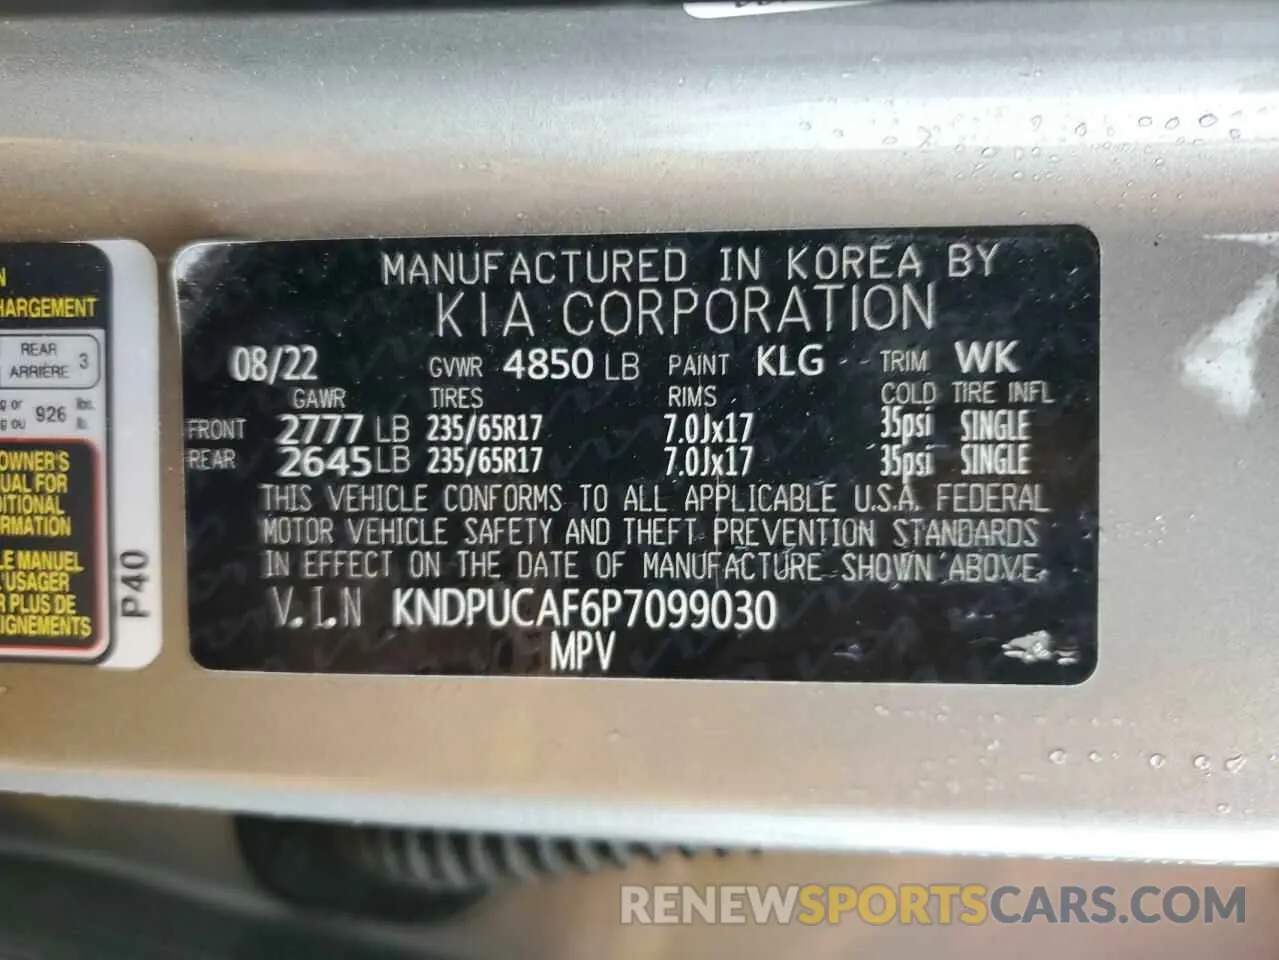 MANUFACTURED IN KOREA BY
KIA CORPORATION
08/22 GVWR 4850 LB PAINT KLG TRIM WK
GAWR TIRES RIMS COLD TIRE INFL
FRONT 2777 LB 235/65R17 7.0Jx17 35psi SINGLE
REAR 2645 LB 235/65R17 7.0Jx17 35psi SINGLE
THIS VEHICLE CONFORMS TO ALL APPLICABLE U.S.A. FEDERAL
MOTOR VEHICLE SAFETY AND THEFT PREVENTION STANDARDS
IN EFFECT ON THE DATE OF MANUFACTURE SHOWN ABOVE.
V.I.N KNDPUCAF6P7099030
MPV
HARGEMENT
REAR 3
ARRIÈRE
g or 926 lbs.
g ou lb.
OWNER'S
UAL FOR
DITIONAL
ORMATION
LE MANUEL
L'USAGER
R PLUS DE
IGNEMENTS
P40
RENEWSPORTSCARS.COM